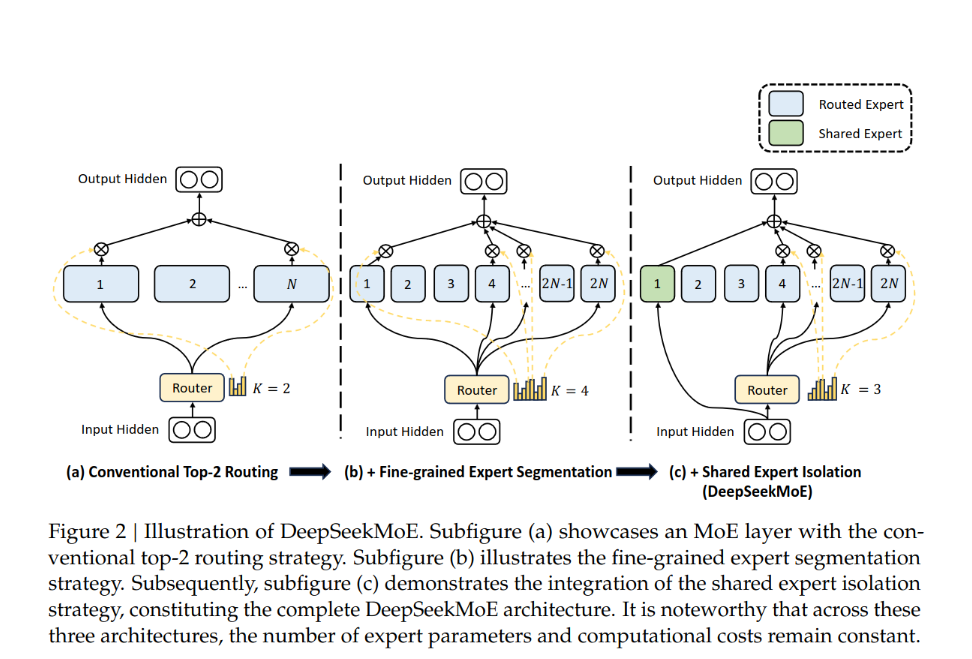 Routed Expert
Shared Expert
Output Hidden
1
2
...
N
Router
K = 2
Input Hidden
(a) Conventional Top-2 Routing
Output Hidden
1
2
3
4
...
2N-1
2N
Router
K = 4
Input Hidden
(b) + Fine-grained Expert Segmentation
Output Hidden
1
2
3
4
...
2N-1
2N
Router
K = 3
Input Hidden
(c) + Shared Expert Isolation
(DeepSeekMoE)
Figure 2 | Illustration of DeepSeekMoE. Subfigure (a) showcases an MoE layer with the con-
ventional top-2 routing strategy. Subfigure (b) illustrates the fine-grained expert segmentation
strategy. Subsequently, subfigure (c) demonstrates the integration of the shared expert isolation
strategy, constituting the complete DeepSeekMoE architecture. It is noteworthy that across these
three architectures, the number of expert parameters and computational costs remain constant.